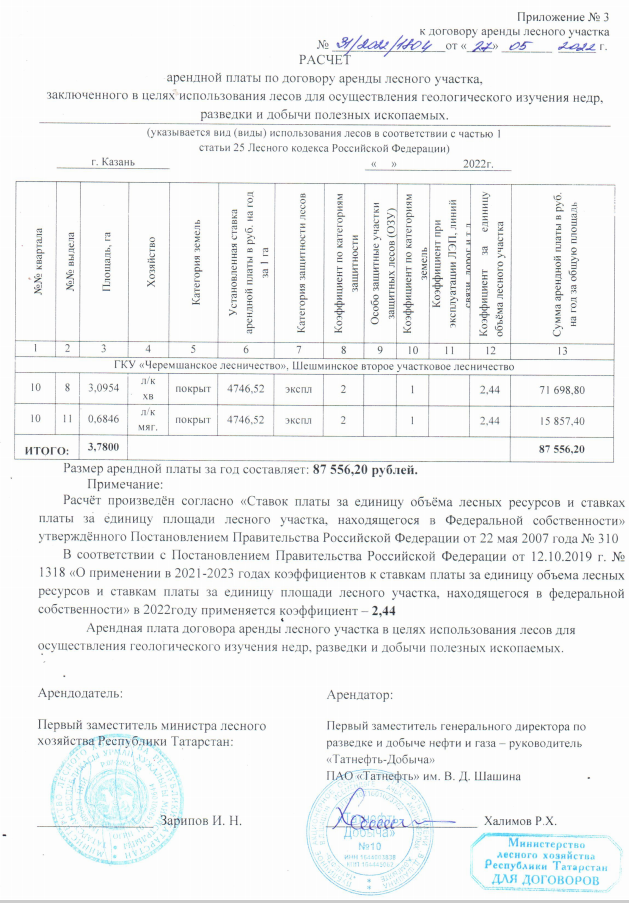 Приложение № 3
к договору аренды лесного участка
№ 91/2022/1804 от «27» 05 2022 г.
РАСЧЕТ
арендной платы по договору аренды лесного участка,
заключенного в целях использования лесов для осуществления геологического изучения недр,
разведки и добычи полезных ископаемых.
(указывается вид (виды) использования лесов в соответствии с частью 1
статьи 25 Лесного кодекса Российской Федерации)
г. Казань « » 2022г.
№№ квартала
№№ выдела
Площадь, га
Хозяйство
Категория земель
Установленная ставка арендной платы в руб. на год за 1 га
Категория защитности лесов
Коэффициент по категориям защитности
Особо защитные участки защитных лесов (ОЗУ)
Коэффициент по категориям земель
Коэффициент при эксплуатации ЛЭП, линий связи, дорог и т.д
Коэффициент за единицу объёма лесного участка
Сумма арендной платы в руб. на год за общую площадь
1 2 3 4 5 6 7 8 9 10 11 12 13
ГКУ «Черемшанское лесничество», Шешминское второе участковое лесничество
10 8 3,0954 л/к хв покрыт 4746,52 экспл 2 1 2,44 71 698,80
10 11 0,6846 л/к мяг. покрыт 4746,52 экспл 2 1 2,44 15 857,40
ИТОГО: 3,7800 87 556,20
Размер арендной платы за год составляет: 87 556,20 рублей.
Примечание:
Расчёт произведён согласно «Ставок платы за единицу объёма лесных ресурсов и ставках
платы за единицу площади лесного участка, находящегося в Федеральной собственности»
утверждённого Постановлением Правительства Российской Федерации от 22 мая 2007 года № 310
В соответствии с Постановлением Правительства Российской Федерации от 12.10.2019 г. №
1318 «О применении в 2021-2023 годах коэффициентов к ставкам платы за единицу объема лесных
ресурсов и ставкам платы за единицу площади лесного участка, находящегося в федеральной
собственности» в 2022году применяется коэффициент – 2,44
Арендная плата договора аренды лесного участка в целях использования лесов для
осуществления геологического изучения недр, разведки и добычи полезных ископаемых.
Арендодатель:
Первый заместитель министра лесного
хозяйства Республики Татарстан:
Зарипов И. Н.
Арендатор:
Первый заместитель генерального директора по
разведке и добыче нефти и газа – руководитель
«Татнефть-Добыча»
ПАО «Татнефть» им. В. Д. Шашина
Халимов Р.Х.
«Татнефть-
Добыча»
№10
Министерство
лесного хозяйства
Республики Татарстан
ДЛЯ ДОГОВОРОВ